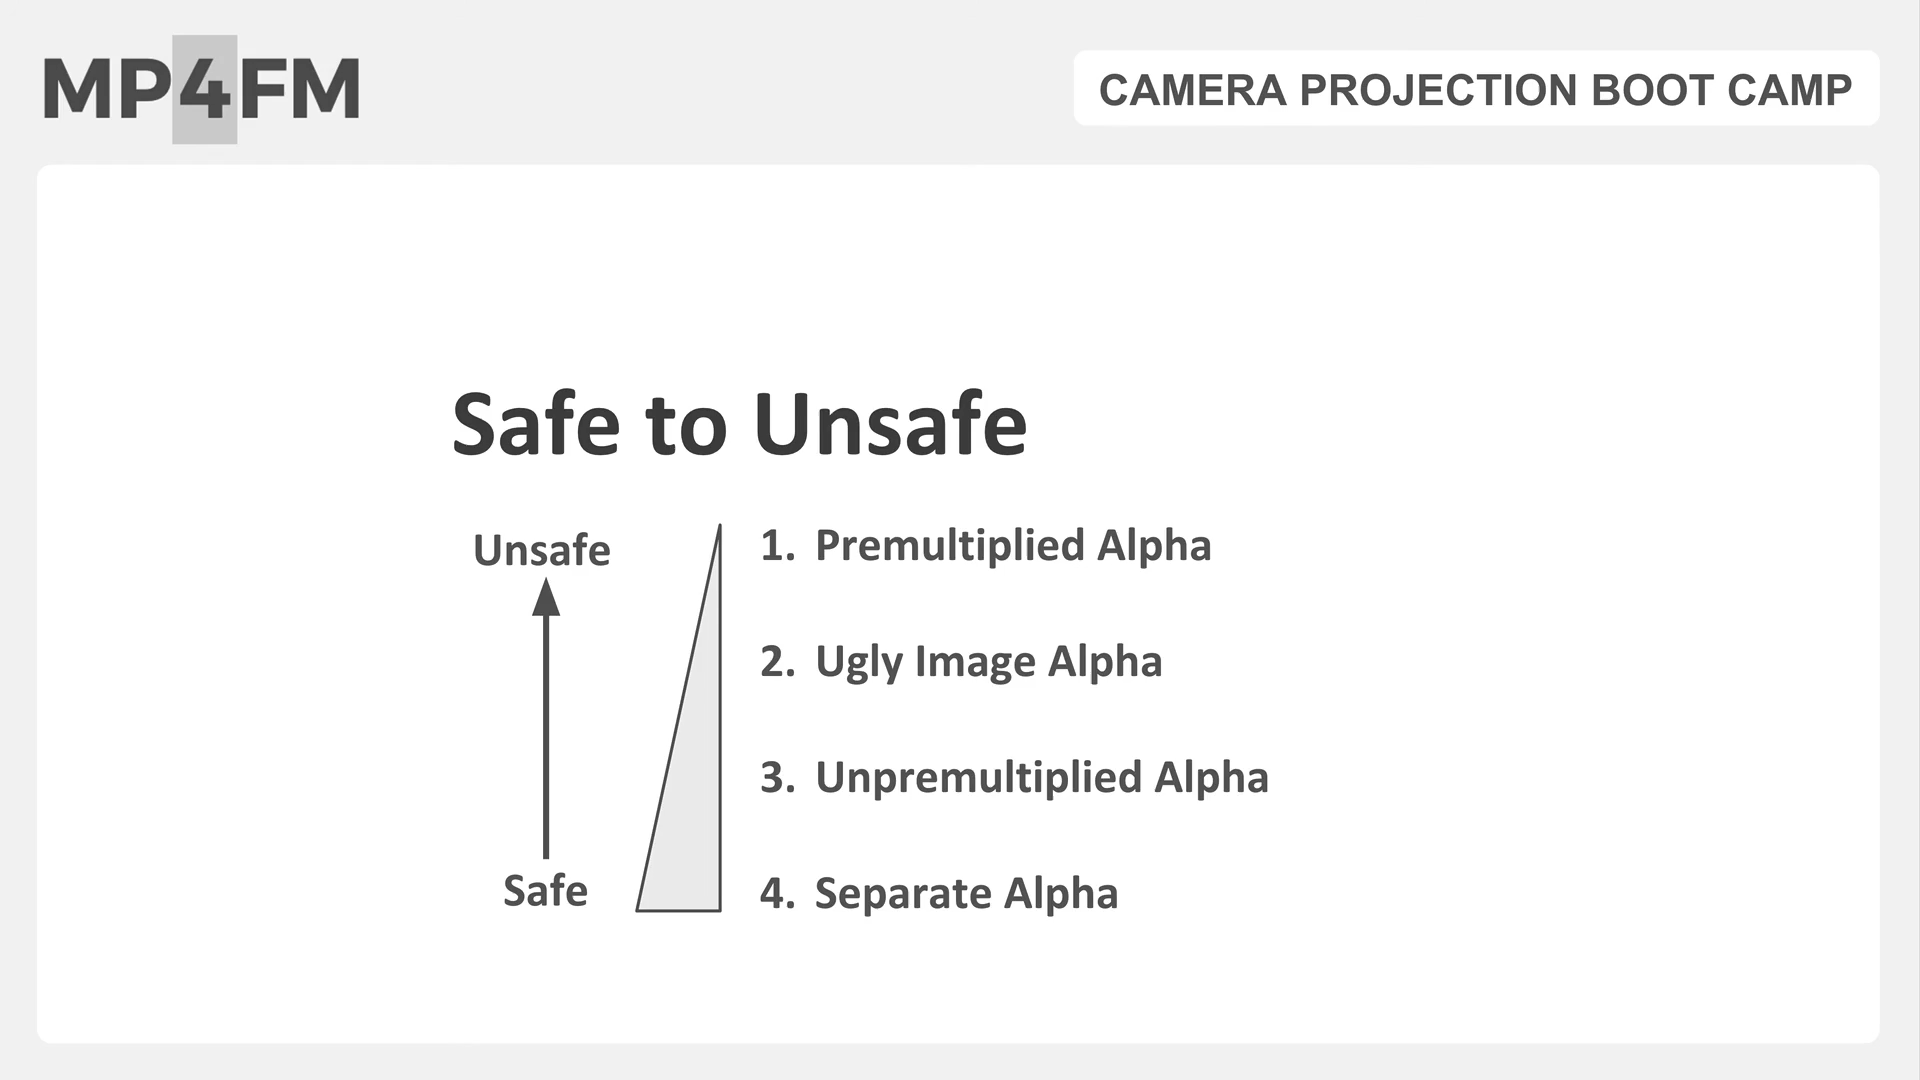 MP4FM
CAMERA PROJECTION BOOT CAMP
Safe to Unsafe
Unsafe
1. Premultiplied Alpha
2. Ugly Image Alpha
3. Unpremultiplied Alpha
Safe
4. Separate Alpha